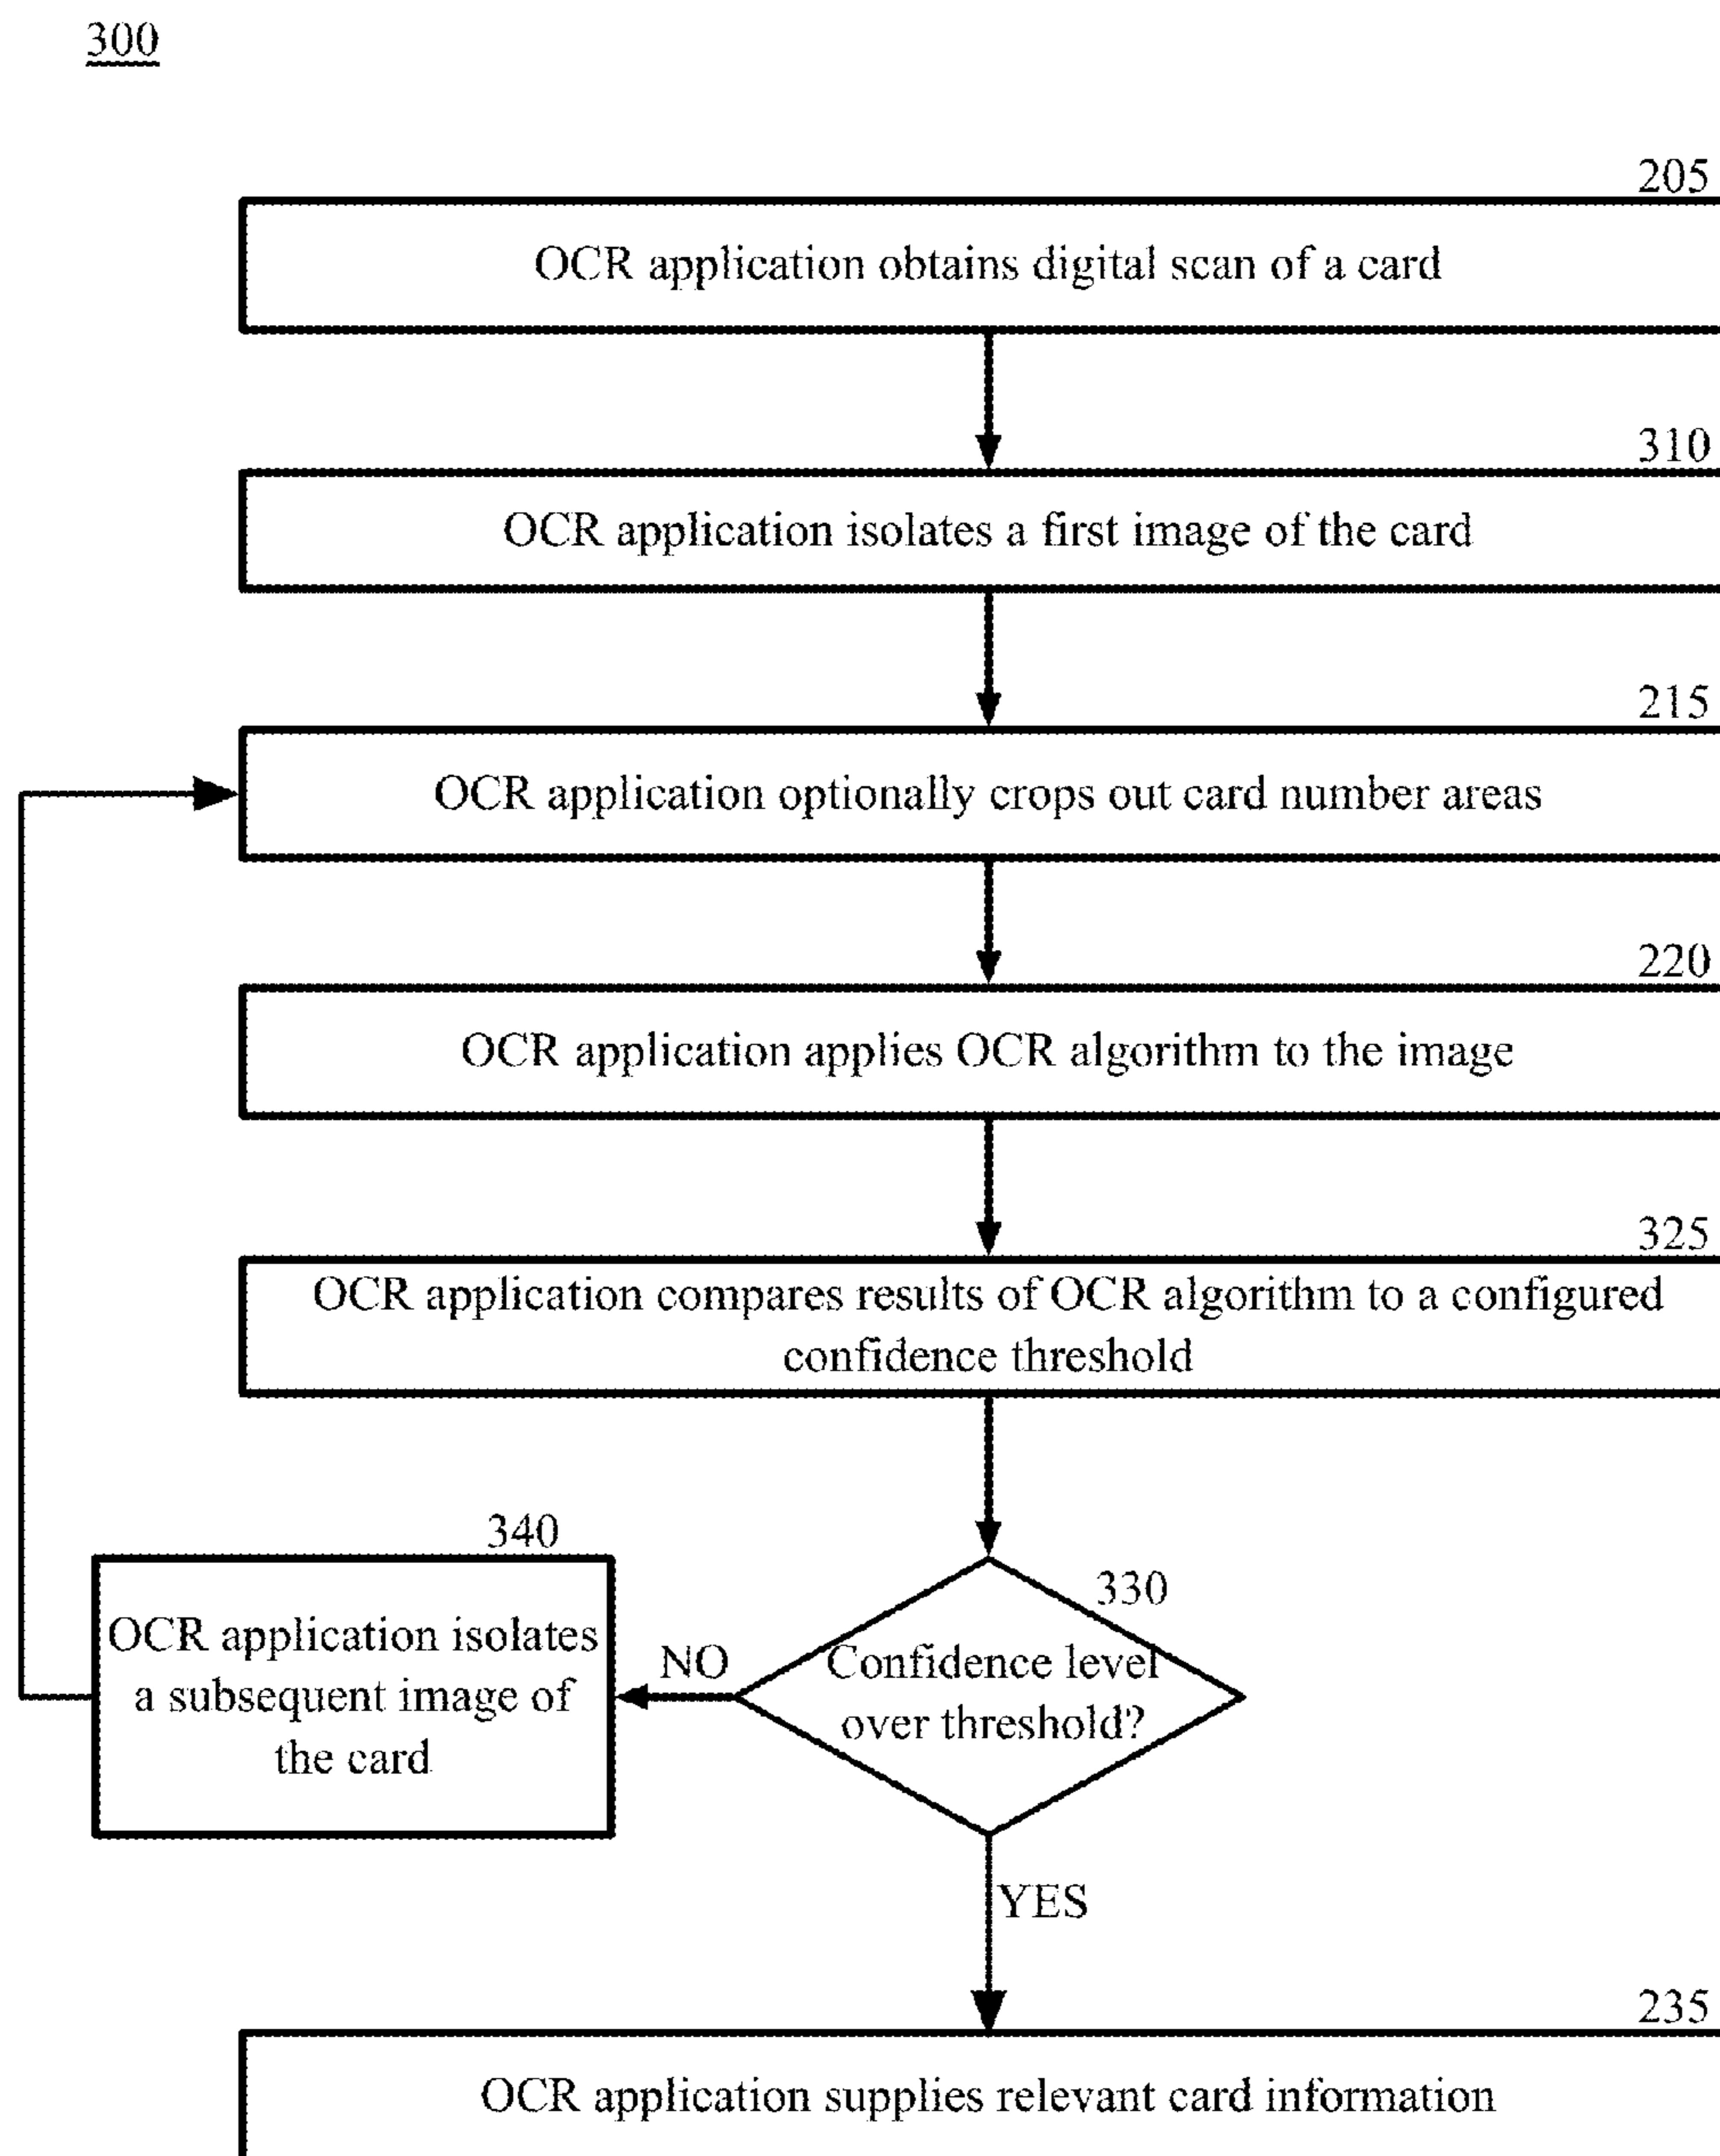 300
205
OCR application obtains digital scan of a card
310
OCR application isolates a first image of the card
215
OCR application optionally crops out card number areas
220
OCR application applies OCR algorithm to the image
325
OCR application compares results of OCR algorithm to a configured
confidence threshold
340
OCR application isolates
a subsequent image of
the card
NO
330
Confidence level
over threshold?
YES
235
OCR application supplies relevant card information